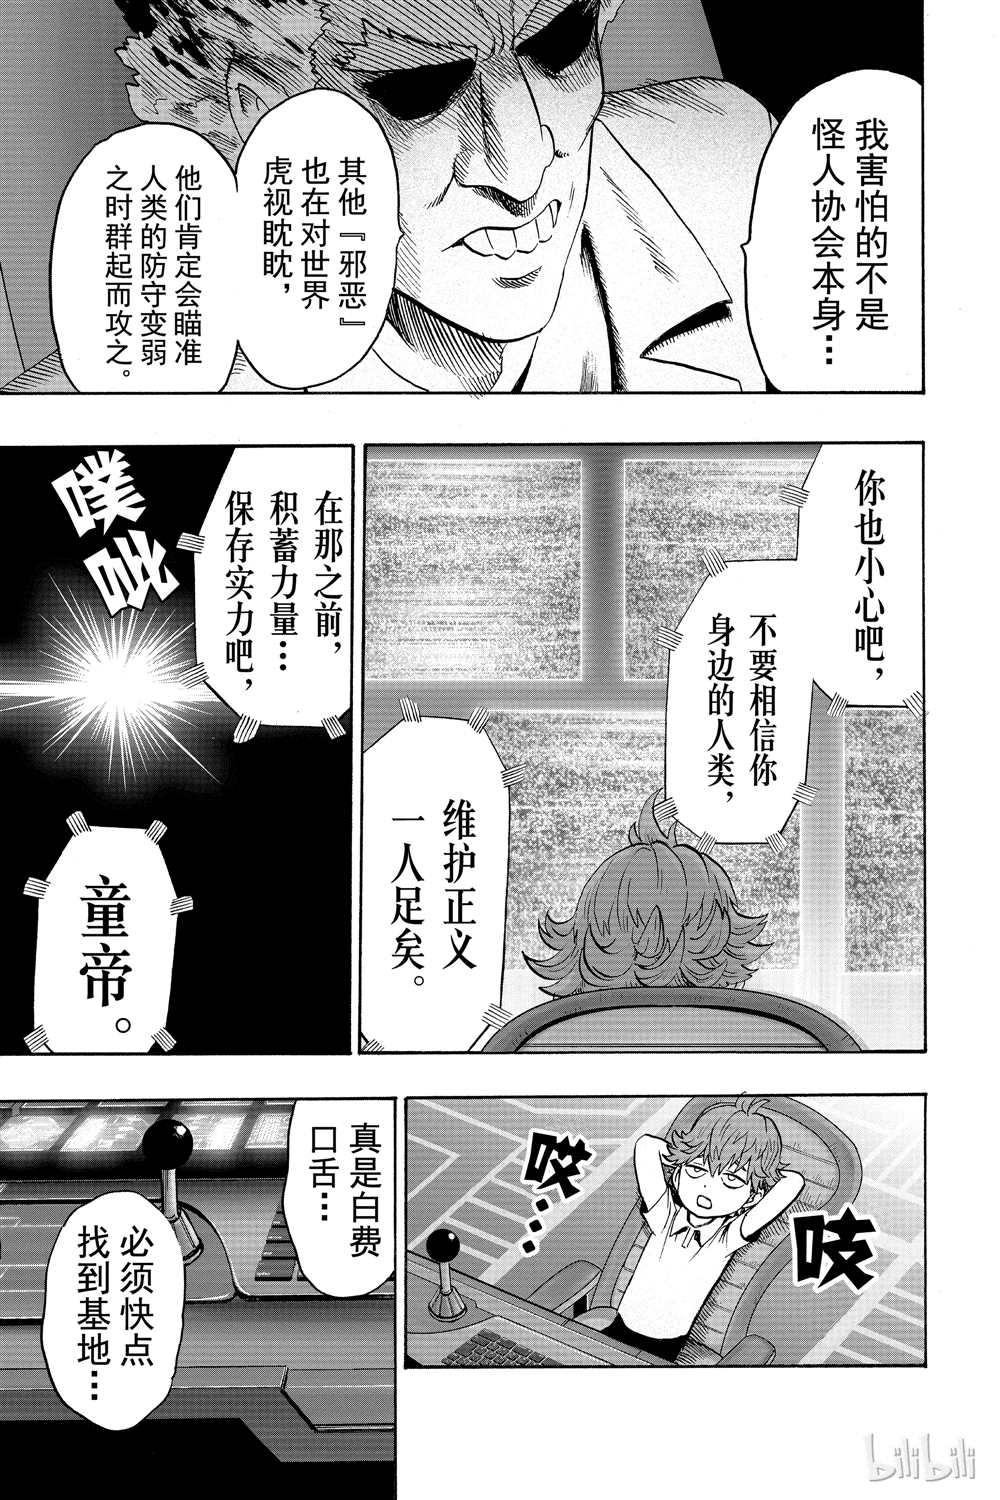 我害怕的不是
怪人协会本身…
其他『邪恶』
也在对世界
虎视眈眈，
他们肯定会瞄准
人类的防守变弱
之时群起而攻之。
你也小心吧，
不要相信你
身边的人类，
维护正义
一人足矣。
在那之前，
积蓄力量…
保存实力吧，
噗
童帝。
吱
哎…
真是白费
口舌…
必须快点
找到基地…
bilibili